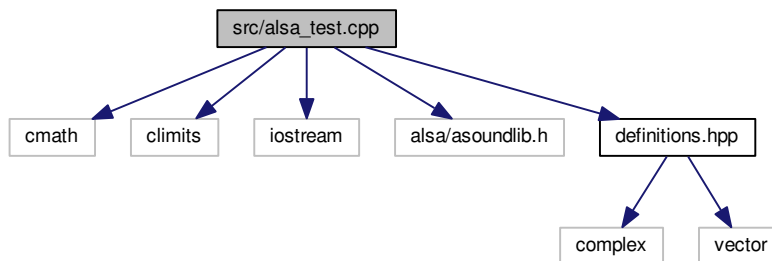 src/alsa_test.cpp
cmath
climits
iostream
alsa/asoundlib.h
definitions.hpp
complex
vector